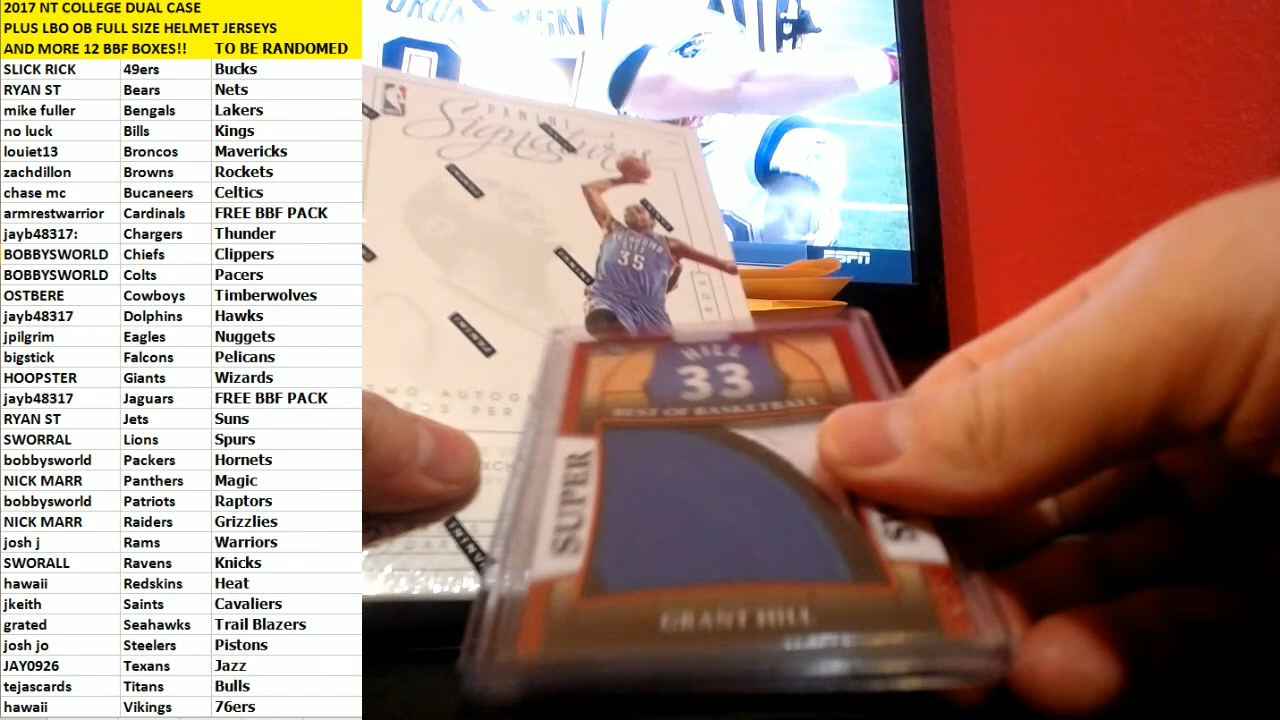 2017 NT COLLEGE DUAL CASE
PLUS LBO OB FULL SIZE HELMET JERSEYS
AND MORE 12 BBF BOXES!! TO BE RANDOMED
SLICK RICK 49ers Bucks
RYAN ST Bears Nets
mike fuller Bengals Lakers
no luck Bills Kings
louiet13 Broncos Mavericks
zachdillon Browns Rockets
chase mc Bucaneers Celtics
armrestwarrior Cardinals FREE BBF PACK
jayb48317: Chargers Thunder
BOBBYSWORLD Chiefs Clippers
BOBBYSWORLD Colts Pacers
OSTBERE Cowboys Timberwolves
jayb48317 Dolphins Hawks
jpilgrim Eagles Nuggets
bigstick Falcons Pelicans
HOOPSTER Giants Wizards
jayb48317 Jaguars FREE BBF PACK
RYAN ST Jets Suns
SWORRAL Lions Spurs
bobbysworld Packers Hornets
NICK MARR Panthers Magic
bobbysworld Patriots Raptors
NICK MARR Raiders Grizzlies
josh j Rams Warriors
SWORALL Ravens Knicks
hawaii Redskins Heat
jkeith Saints Cavaliers
grated Seahawks Trail Blazers
josh jo Steelers Pistons
JAY0926 Texans Jazz
tejascards Titans Bulls
hawaii Vikings 76ers
PANINI
Signatures
35
ESPN
HILL
33
BEST OF BASKETBALL
SUPER
GRANT HILL